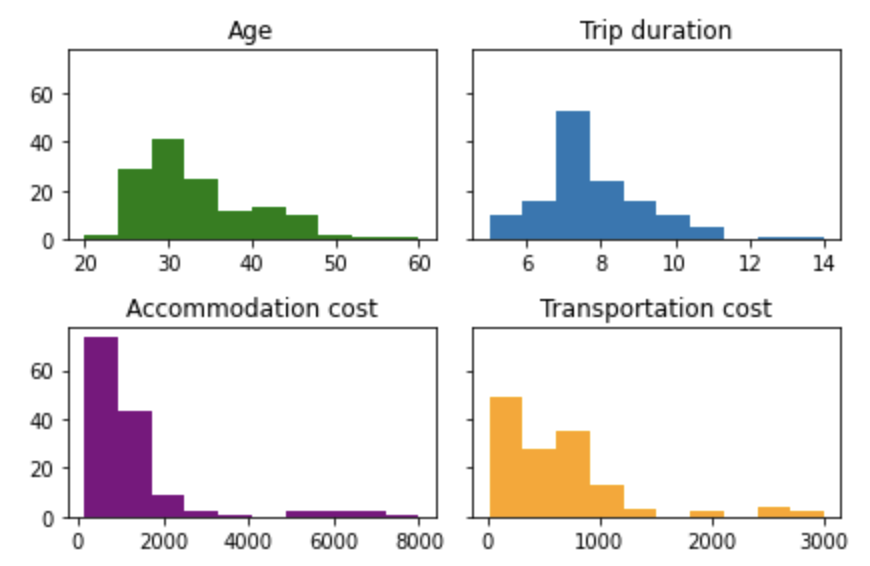 Age
Trip duration
60
40
20
0
20 30 40 50 60
6 8 10 12 14
Accommodation cost
Transportation cost
60
40
20
0
0 2000 4000 6000 8000
0 1000 2000 3000